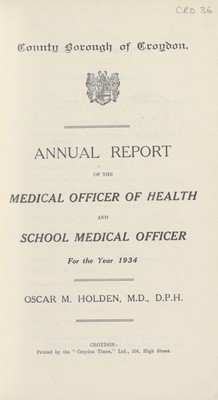 CRO 36
County Borough of Croydon.
ANNUAL REPORT
OF THE
MEDICAL OFFICER OF HEALTH
AND
SCHOOL MEDICAL OFFICER
For the Year 1934
OSCAR M. HOLDEN, M.D., D.P.H.
CROYDON:
Printed by the "Croydon Times," Ltd., 104, High Street.